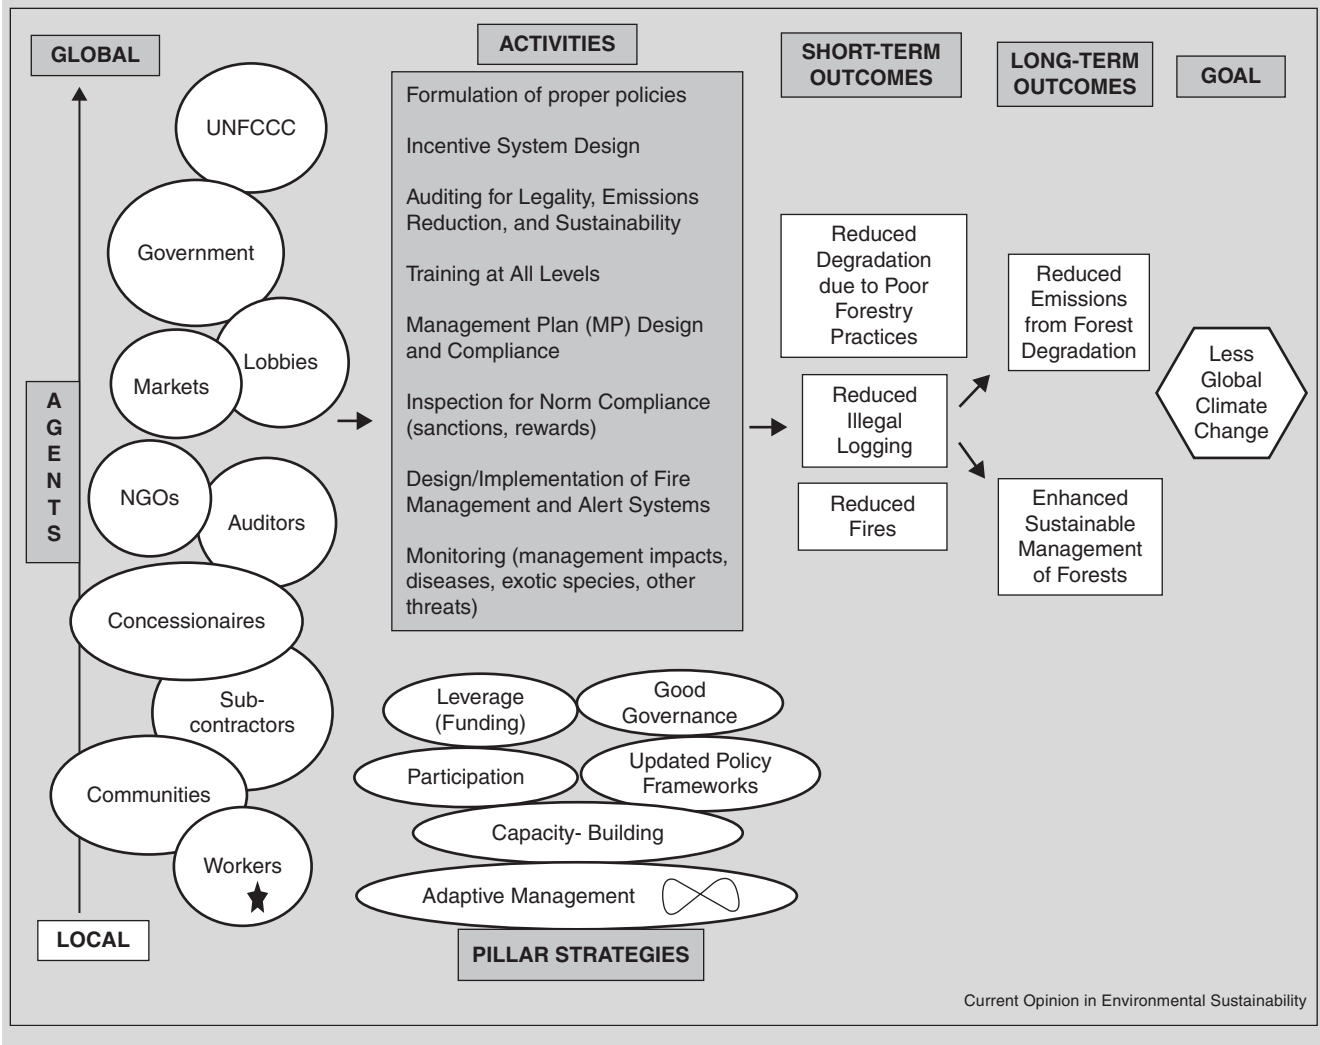 GLOBAL
UNFCCC
Government
Lobbies
Markets
A
G
E
N
T
S
NGOs
Auditors
Concessionaires
Sub-
contractors
Communities
Workers
LOCAL
ACTIVITIES
Formulation of proper policies
Incentive System Design
Auditing for Legality, Emissions
Reduction, and Sustainability
Training at All Levels
Management Plan (MP) Design
and Compliance
Inspection for Norm Compliance
(sanctions, rewards)
Design/Implementation of Fire
Management and Alert Systems
Monitoring (management impacts,
diseases, exotic species, other
threats)
Leverage
(Funding)
Good
Governance
Participation
Updated Policy
Frameworks
Capacity- Building
Adaptive Management
PILLAR STRATEGIES
SHORT-TERM
OUTCOMES
Reduced
Degradation
due to Poor
Forestry
Practices
Reduced
Illegal
Logging
Reduced
Fires
LONG-TERM
OUTCOMES
Reduced
Emissions
from Forest
Degradation
Enhanced
Sustainable
Management
of Forests
GOAL
Less
Global
Climate
Change
Current Opinion in Environmental Sustainability